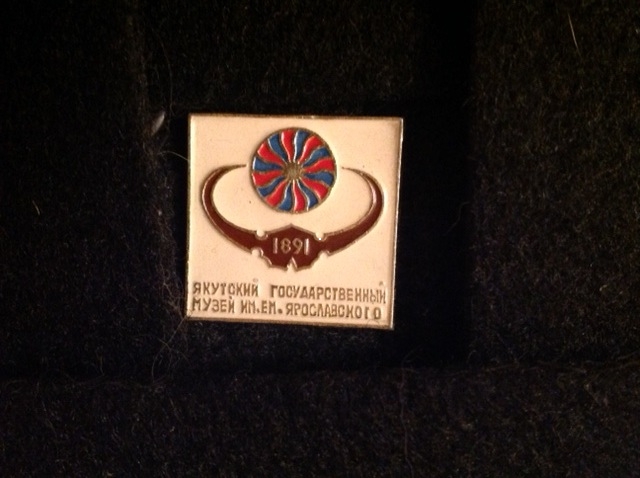 1891
ЯКУТСКИЙ ГОСУДАРСТВЕННЫЙ
МУЗЕЙ ИМ.ЕМ. ЯРОСЛАВСКОГО